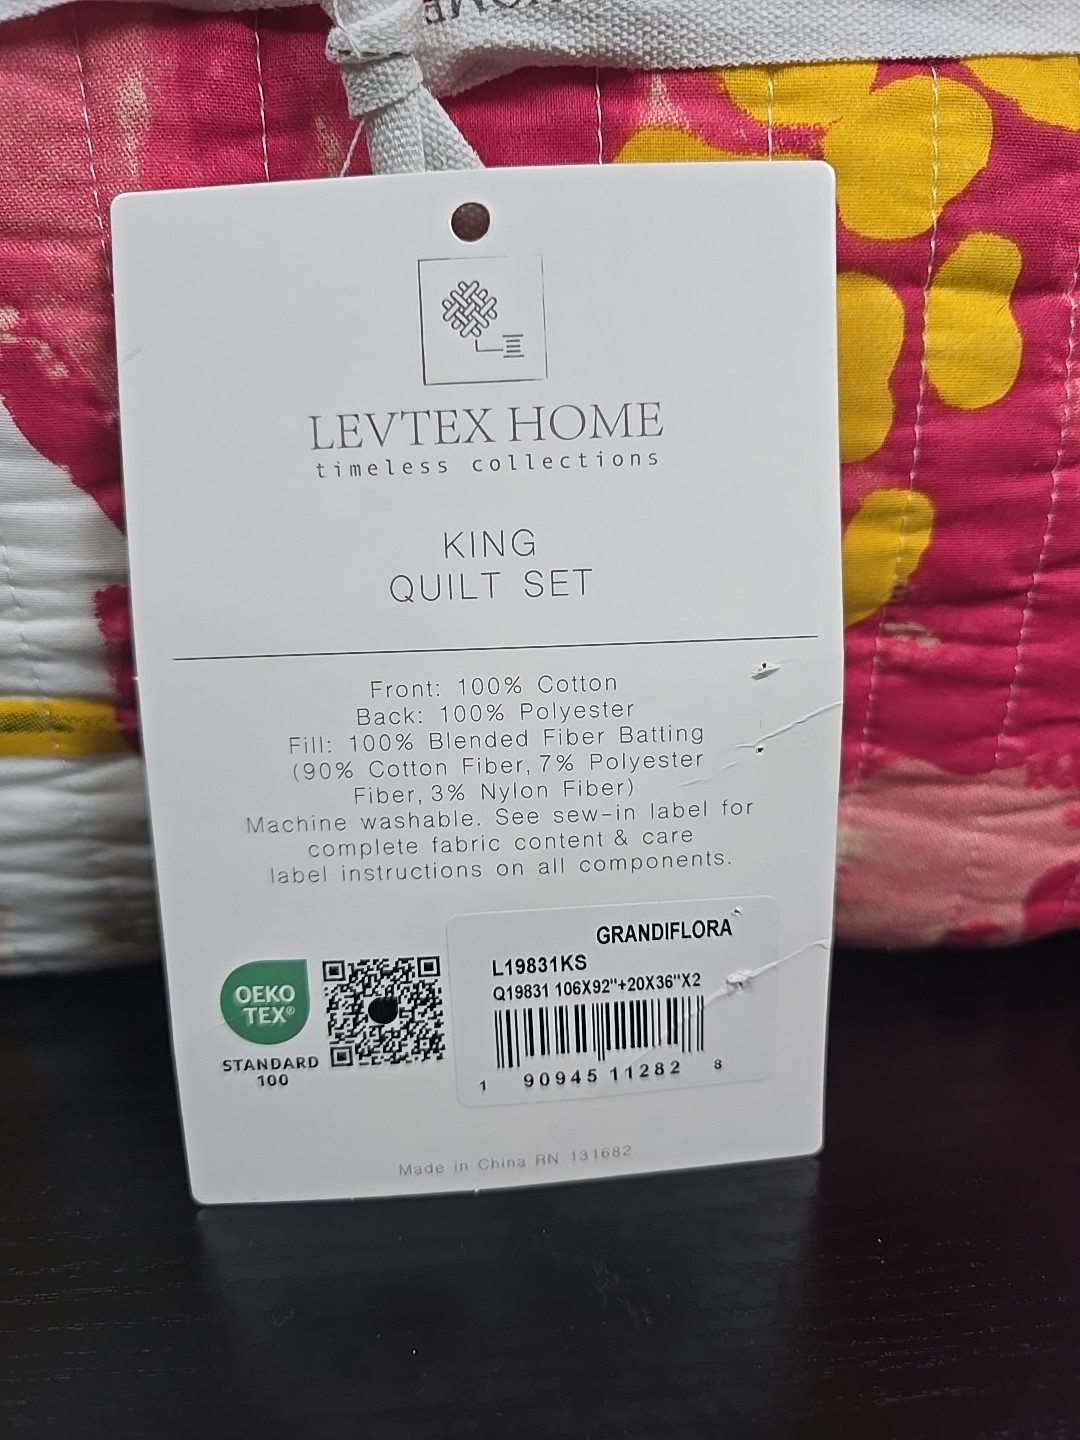 HOME
LEVTEX HOME
timeless collections
KING
QUILT SET
Front: 100% Cotton
Back: 100% Polyester
Fill: 100% Blended Fiber Batting
(90% Cotton Fiber, 7% Polyester
Fiber, 3% Nylon Fiber)
Machine washable. See sew-in label for
complete fabric content & care
label instructions on all components.
GRANDIFLORA
L19831KS
Q19831 106X92"+20X36"X2
1 90945 11282 8
OEKO
TEX®
STANDARD
100
Made in China RN 131682